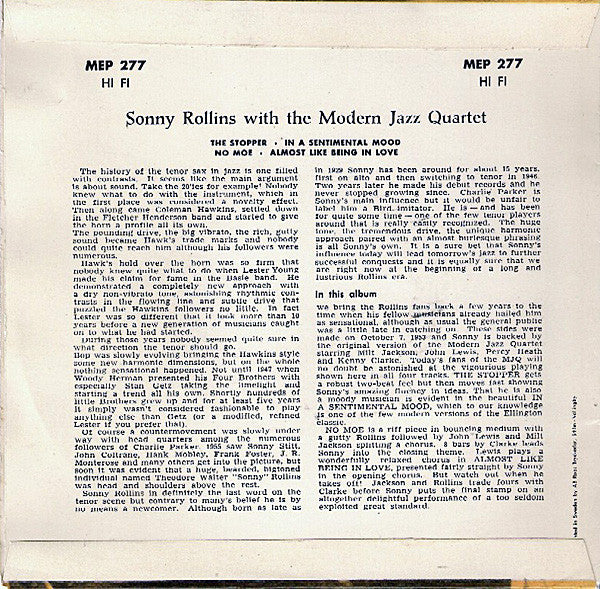 MEP 277
HI FI
MEP 277
HI FI
Sonny Rollins with the Modern Jazz Quartet
THE STOPPER · IN A SENTIMENTAL MOOD
NO MOE · ALMOST LIKE BEING IN LOVE
The history of the tenor sax in jazz is one filled
with contrasts. It seems like the main argument
is about sound. Take the 20'ies for example! Nobody
knew what to do with the instrument, which in
the first place was considered a novelty effect.
Then along came Coleman Hawkins, settled down
in the Fletcher Henderson band and started to give
the horn a profile all its own.
The pounding drive, the big vibrato, the rich, gutty
sound became Hawk's trade marks and nobody
could quite reach him although his followers were
numerous.
Hawk's hold over the horn was so firm that
nobody knew quite what to do when Lester Young
made his claim for fame in the Basie band. He
demonstrated a completely new approach with
a dry non-vibrato tone, astonishing rhythmic con-
trasts in the flowing line and subtle drive that
puzzled the Hawkins followers no little. In fact
Lester was so different that it took more than 10
years before a new generation of musicians caught
on to what he had started.
During those years nobody seemed quite sure in
what direction the tenor should go.
Bop was slowly evolving bringing the Hawkins style
some new harmonic dimensions, but on the whole
nothing sensational happened. Not until 1947 when
Woody Herman presented his Four Brothers with
especially Stan Getz taking the limelight and
starting a trend all his own. Shortly hundreds of
little Brothers grew up and for at least five years
it simply wasn't considered fashionable to play
anything else than Getz (or a modified, refined
Lester if you prefer that).
Of course a countermovement was slowly under
way with head quarters among the numerous
followers of Charlie Parker. 1955 saw Sonny Stitt,
John Coltrane, Hank Mobley, Frank Foster, J. R.
Monterose and many others get into the picture, but
soon it was evident that a huge, bearded, bigtoned
individual named Theodore Walter "Sonny" Rollins
was head and shoulders above the rest.
Sonny Rollins in definitely the last word on the
tenor scene but contrary to many's belief he is by
no means a newcomer. Although born as late as
in 1929 Sonny has been around for about 15 years,
first on alto and then switching to tenor in 1946.
Two years later he made his debut records and he
never stopped growing since. Charlie Parker is
Sonny's main influence but it would be unfair to
label him a Bird imitator. He is — and has been
for quite some time — one of the few tenor players
around that is really easily recognized. The huge
tone, the tremendous drive, the unique harmonic
approach paired with an almost burlesque phrasing
is all Sonny's own. It is a sure bet that Sonny's
influence today will lead tomorrow's jazz to further
successful conquests and it is equally sure that we
are right now at the beginning of a long and
lustrious Rollins era.
In this album
we bring the Rollins fans back a few years to the
time when his fellow musicians already hailed him
as sensational, although as usual the general public
was a little late in catching on. These sides were
made on October 7, 1953 and Sonny is backed by
the original version of the Modern Jazz Quartet
starring Milt Jackson, John Lewis, Percy Heath
and Kenny Clarke. Today's fans of the MJQ will
no doubt be astonished at the vigourous playing
shown here in all four tracks. THE STOPPER gets
a robust two-beat feel but then moves fast showing
Sonny's amazing fluency in ideas. That he is also
a moody musician is evident in the beautiful IN
A SENTIMENTAL MOOD, which to our knowledge
is one of the few modern versions of the Ellington
classic.
NO MOE is a riff piece in bouncing medium with
a gutty Rollins followed by John Lewis and Milt
Jackson splitting a chorus. 8 bars by Clarke leads
Sonny into the closing theme. Lewis plays a
wonderfully relaxed chorus in ALMOST LIKE
BEING IN LOVE, presented fairly straight by Sonny
in the opening chorus. But watch out when he
takes off! Jackson and Rollins trade fours with
Clarke before Sonny puts the final stamp on an
altogether delightful performance of a too seldom
exploited great standard.
in Sweden by